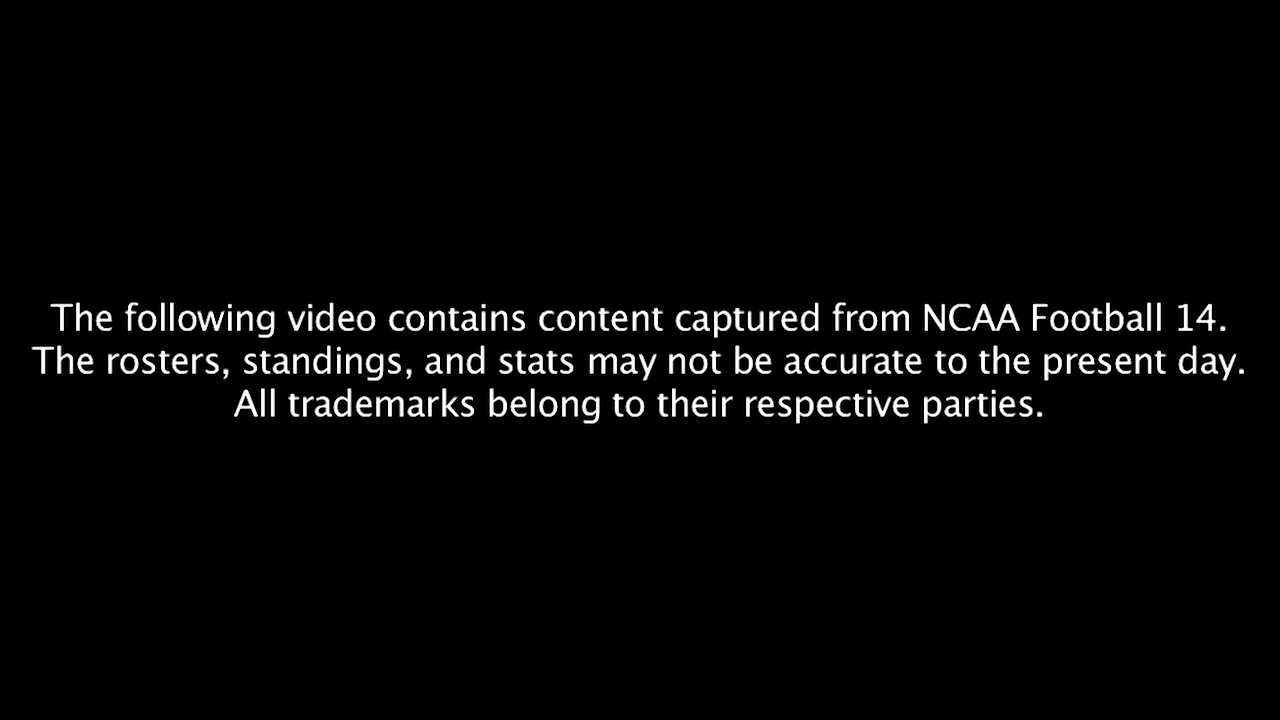 The following video contains content captured from NCAA Football 14.
The rosters, standings, and stats may not be accurate to the present day.
All trademarks belong to their respective parties.